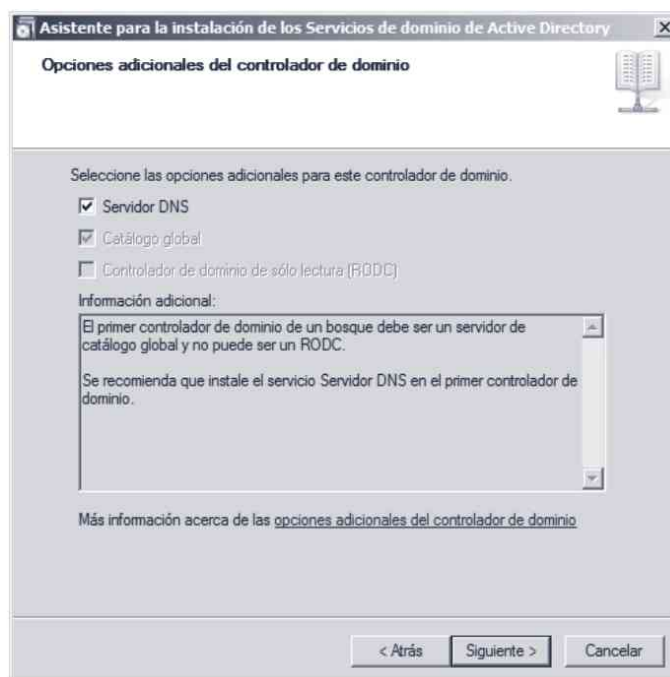 Asistente para la instalación de los Servicios de dominio de Active Directory
Opciones adicionales del controlador de dominio
Seleccione las opciones adicionales para este controlador de dominio.
Servidor DNS
Catálogo global
Controlador de dominio de sólo lectura (RODC)
Información adicional:
El primer controlador de dominio de un bosque debe ser un servidor de
catálogo global y no puede ser un RODC.
Se recomienda que instale el servicio Servidor DNS en el primer controlador de
dominio.
Más información acerca de las opciones adicionales del controlador de dominio
< Atrás
Siguiente >
Cancelar